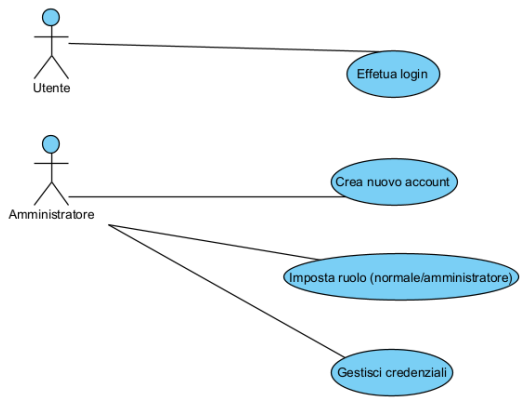 Utente
Effetua login
Amministratore
Crea nuovo account
Imposta ruolo (normale/amministratore)
Gestisci credenziali